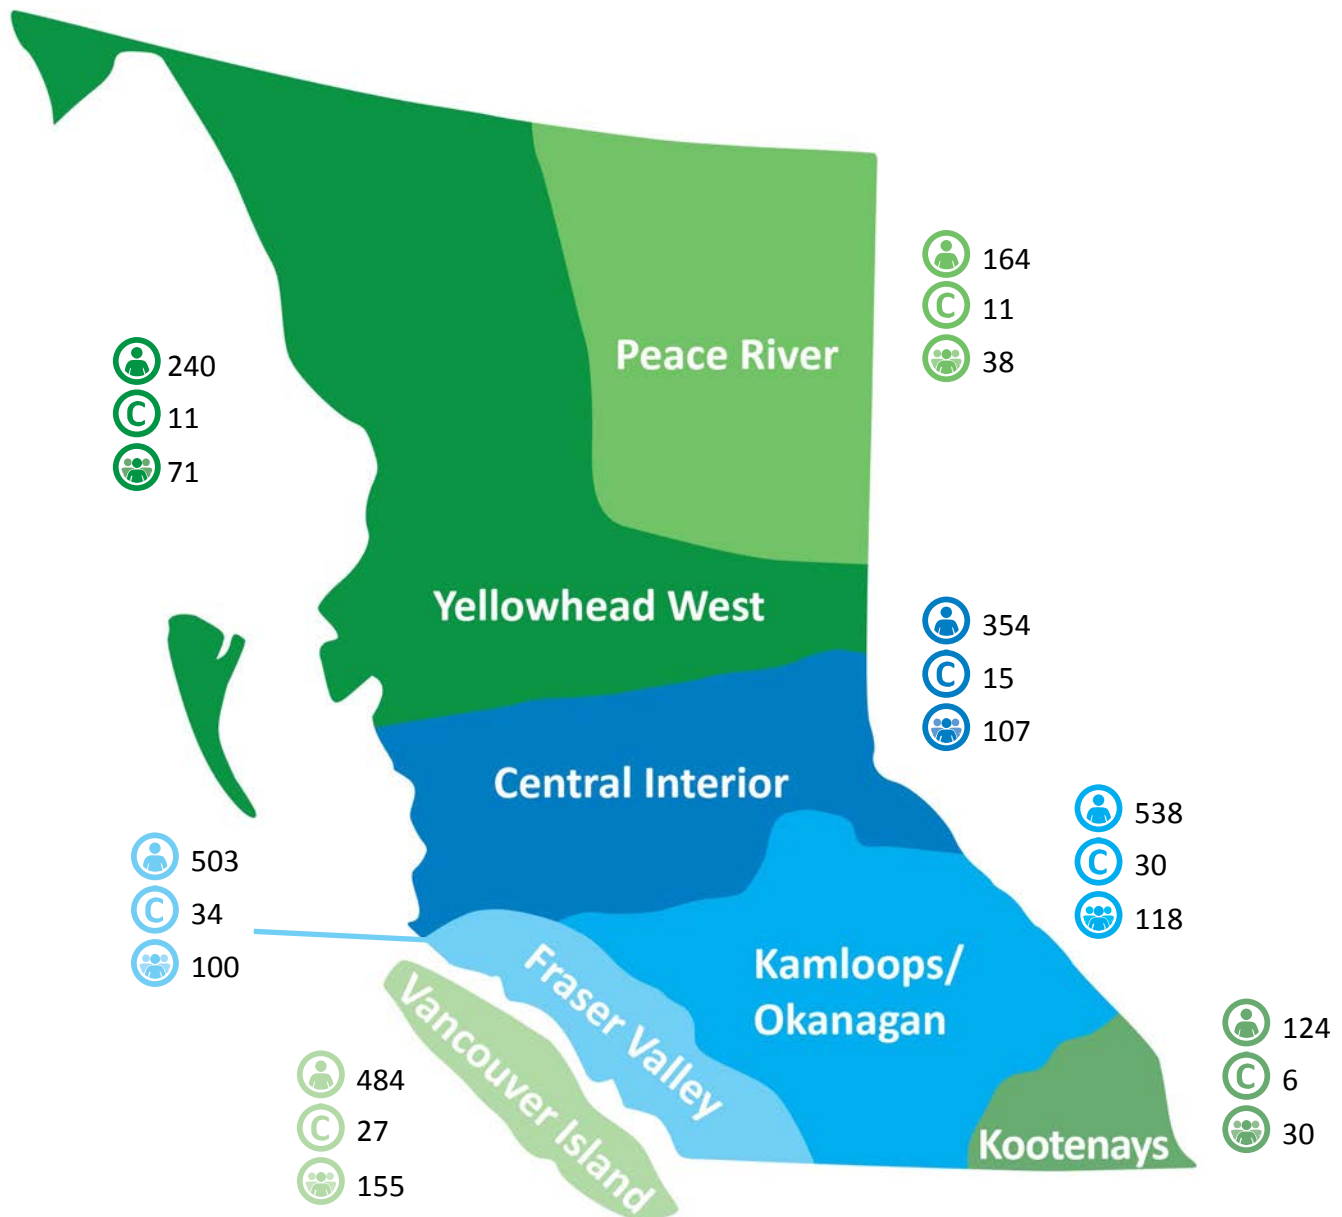 164
C 11
38
Peace River
240
C 11
71
Yellowhead West
354
C 15
107
Central Interior
538
C 30
118
503
C 34
100
Kamloops/
Okanagan
Fraser Valley
Vancouver Island
484
C 27
155
124
C 6
30
Kootenays